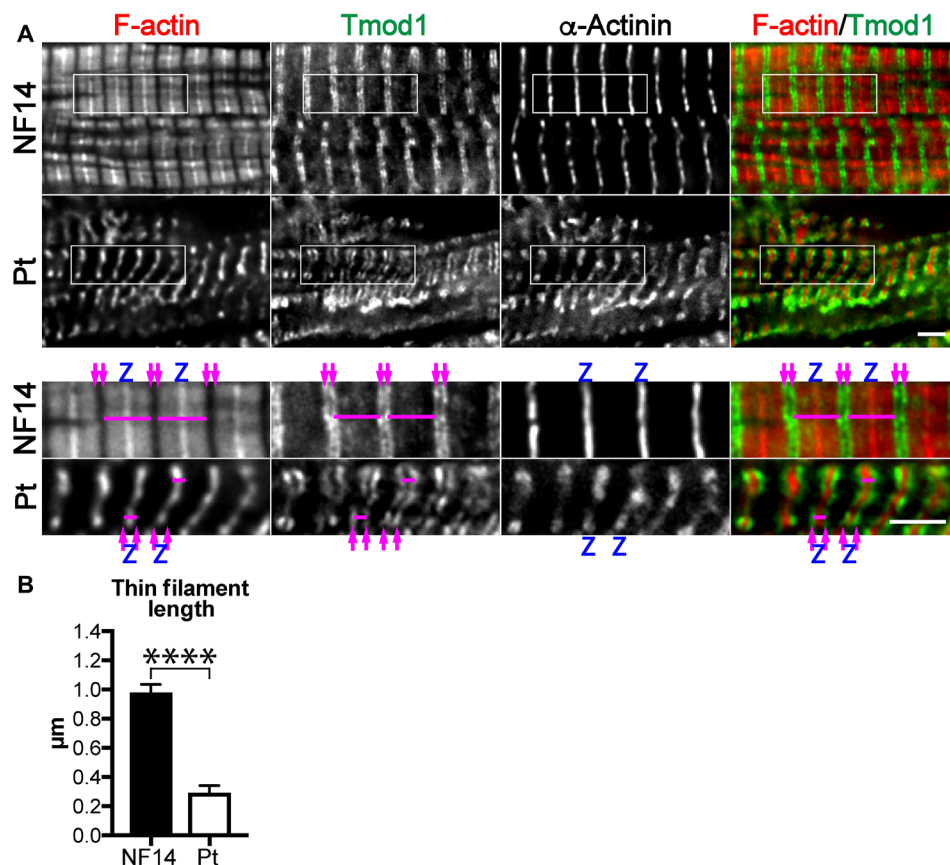 A
F-actin Tmod1 α-Actinin F-actin/Tmod1
NF14
Pt
Z Z Z Z Z Z
NF14
Pt
Z Z Z Z Z Z
B
Thin filament
length
1.4
1.2
1.0
0.8
0.6
0.4
0.2
0.0
µm
****
NF14 Pt